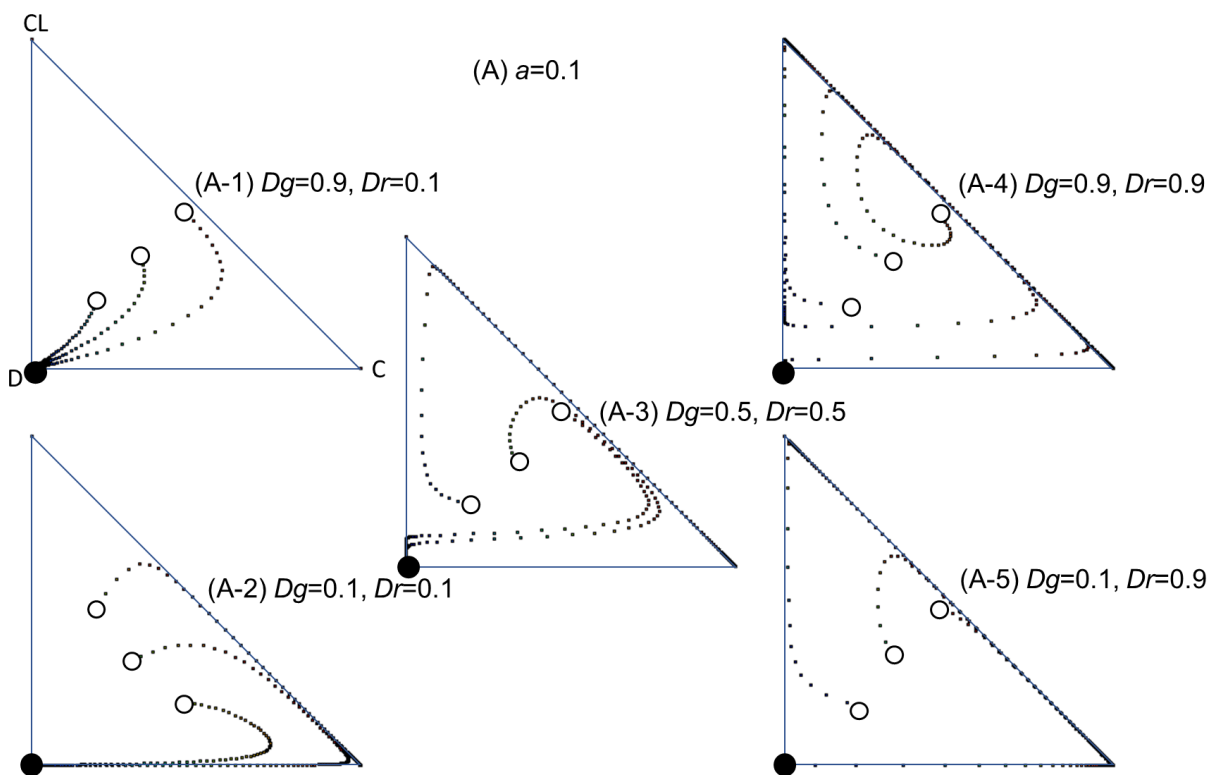 CL
(A) a=0.1
(A-1) Dg=0.9, Dr=0.1
(A-4) Dg=0.9, Dr=0.9
D
C
(A-3) Dg=0.5, Dr=0.5
(A-2) Dg=0.1, Dr=0.1
(A-5) Dg=0.1, Dr=0.9